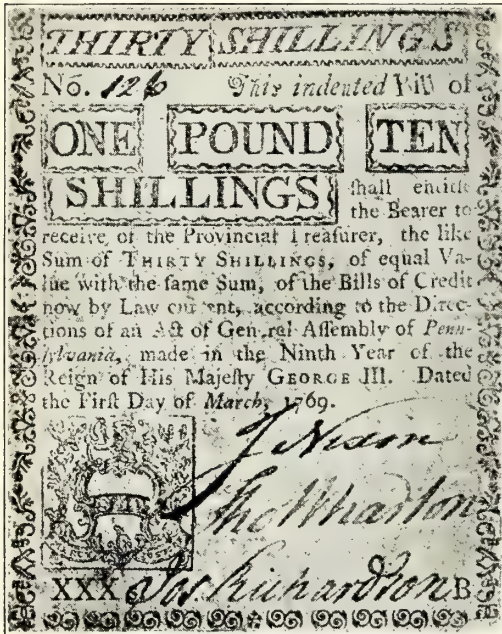 THIRTY SHILLINGS
No. 126 This indented Bill of
ONE POUND TEN
SHILLINGS shall entitle
the Bearer to
receive of the Provincial Treasurer, the like
Sum of THIRTY SHILLINGS, of equal Va-
lue with the same Sum, of the Bills of Credit
now by Law current, according to the Direc-
tions of an Act of General Assembly of Penn-
sylvania, made in the Ninth Year of the
Reign of His Majesty GEORGE III. Dated
the First Day of March, 1769.
J Nixon
Tho Wharton
XXX s Jos Richardson B